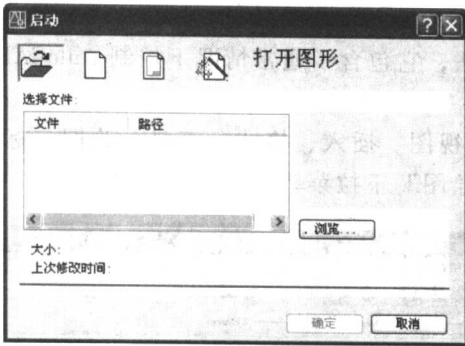 启动
打开图形
选择文件:
文件 路径
浏览...
大小:
上次修改时间:
确定 取消